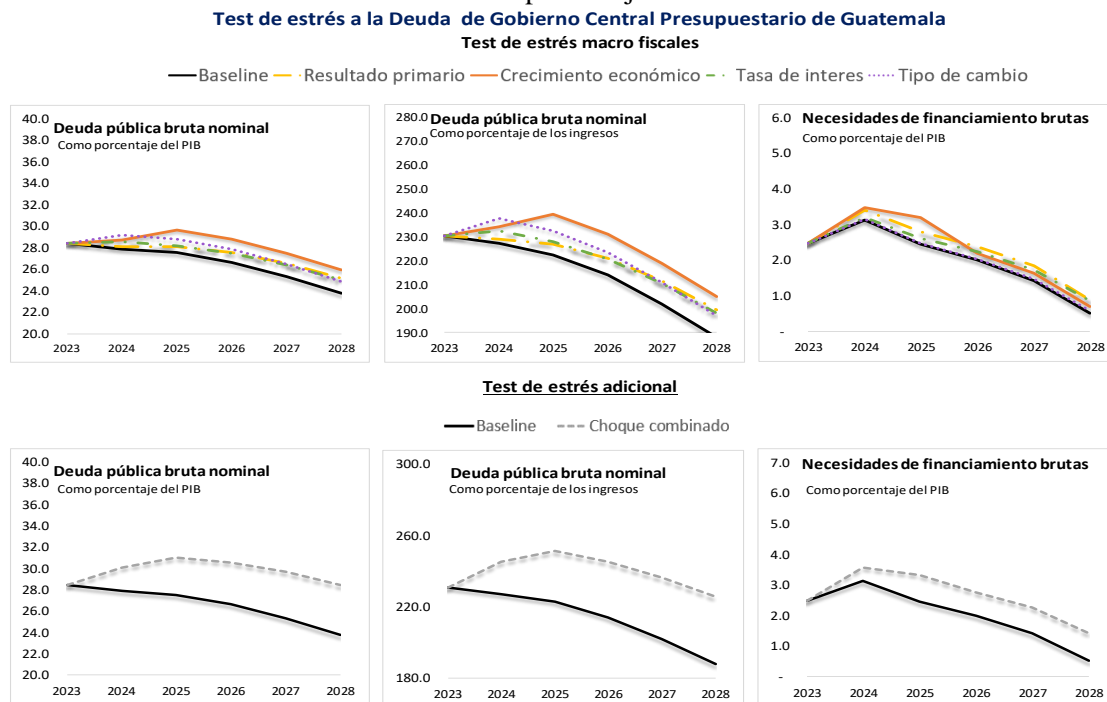 Test de estrés a la Deuda de Gobierno Central Presupuestario de Guatemala
Test de estrés macro fiscales
Baseline Resultado primario Crecimiento económico Tasa de interes Tipo de cambio
Deuda pública bruta nominal
Como porcentaje del PIB
40.0
38.0
36.0
34.0
32.0
30.0
28.0
26.0
24.0
22.0
20.0
2023 2024 2025 2026 2027 2028
Deuda pública bruta nominal
Como porcentaje de los ingresos
280.0
270.0
260.0
250.0
240.0
230.0
220.0
210.0
200.0
190.0
2023 2024 2025 2026 2027 2028
Necesidades de financiamiento brutas
Como porcentaje del PIB
6.0
5.0
4.0
3.0
2.0
1.0
-
2023 2024 2025 2026 2027 2028
Test de estrés adicional
Baseline Choque combinado
Deuda pública bruta nominal
Como porcentaje del PIB
40.0
38.0
36.0
34.0
32.0
30.0
28.0
26.0
24.0
22.0
20.0
2023 2024 2025 2026 2027 2028
Deuda pública bruta nominal
Como porcentaje de los ingresos
300.0
260.0
220.0
180.0
2023 2024 2025 2026 2027 2028
Necesidades de financiamiento brutas
Como porcentaje del PIB
7.0
6.0
5.0
4.0
3.0
2.0
1.0
-
2023 2024 2025 2026 2027 2028